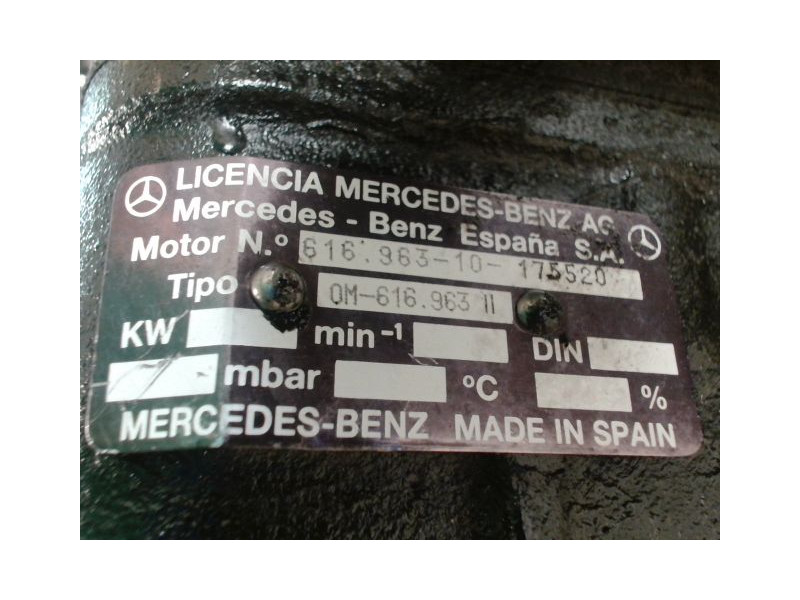 LICENCIA MERCEDES-BENZ AG
Mercedes - Benz España S.A.
Motor N.º 616.963-10-175520
Tipo OM-616.963 II
KW min-1 DIN
mbar ºC %
MERCEDES-BENZ MADE IN SPAIN